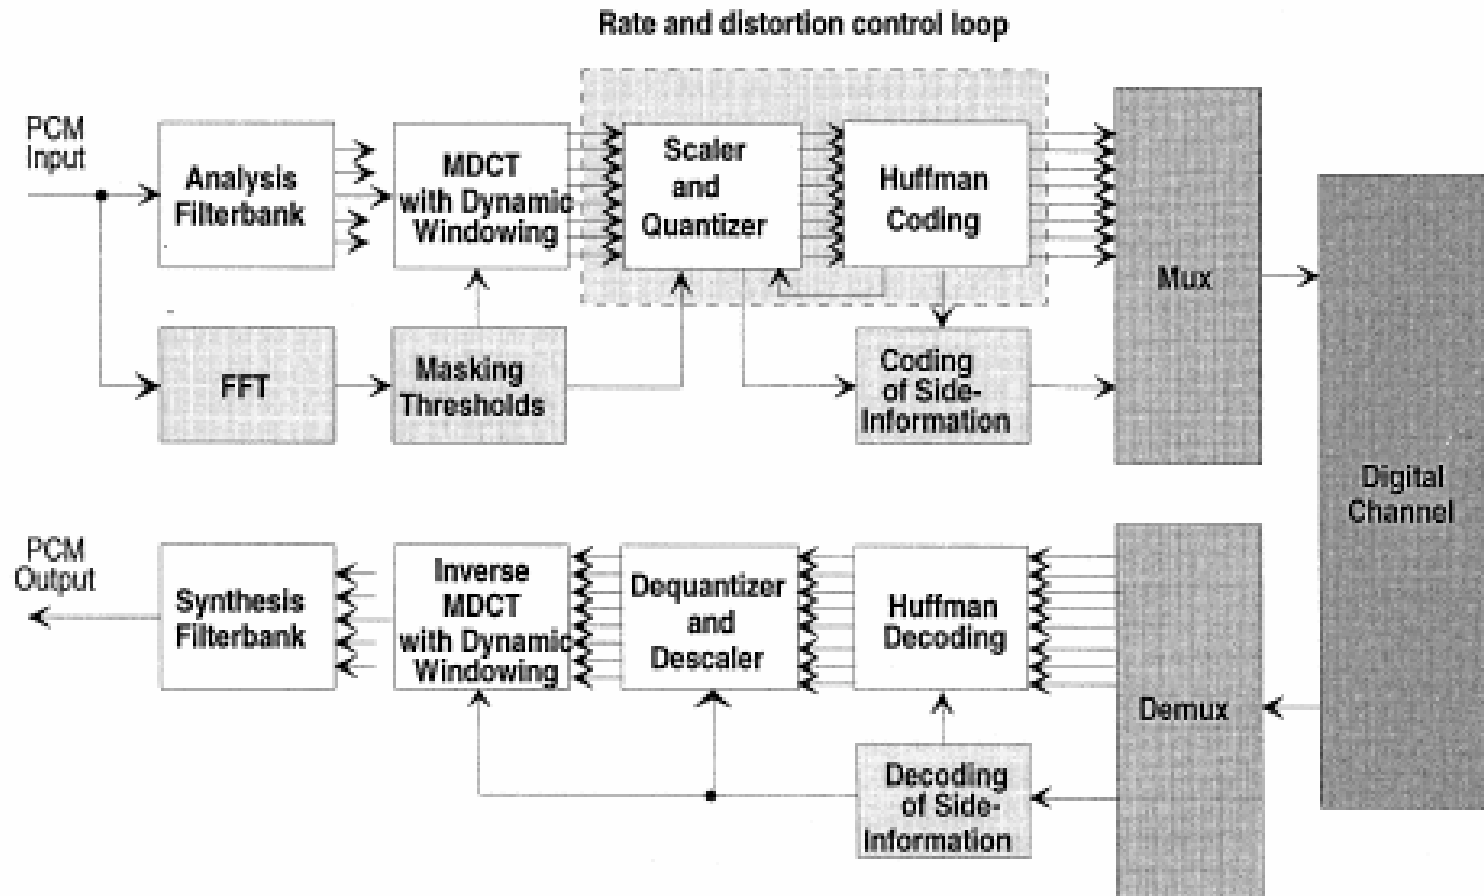 Rate and distortion control loop
PCM
Input
Analysis
Filterbank
MDCT
with Dynamic
Windowing
Scaler
and
Quantizer
Huffman
Coding
Mux
FFT
Masking
Thresholds
Coding
of Side-
Information
Digital
Channel
PCM
Output
Synthesis
Filterbank
Inverse
MDCT
with Dynamic
Windowing
Dequantizer
and
Descaler
Huffman
Decoding
Demux
Decoding
of Side-
Information